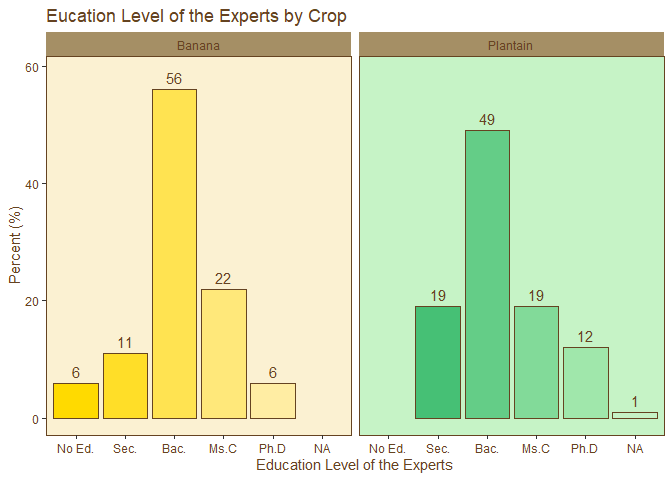 Eucation Level of the Experts by Crop
Banana
Plantain
Percent (%)
60
40
20
0
6
11
56
22
6
19
49
19
12
1
No Ed. Sec. Bac. Ms.C Ph.D NA
No Ed. Sec. Bac. Ms.C Ph.D NA
Education Level of the Experts